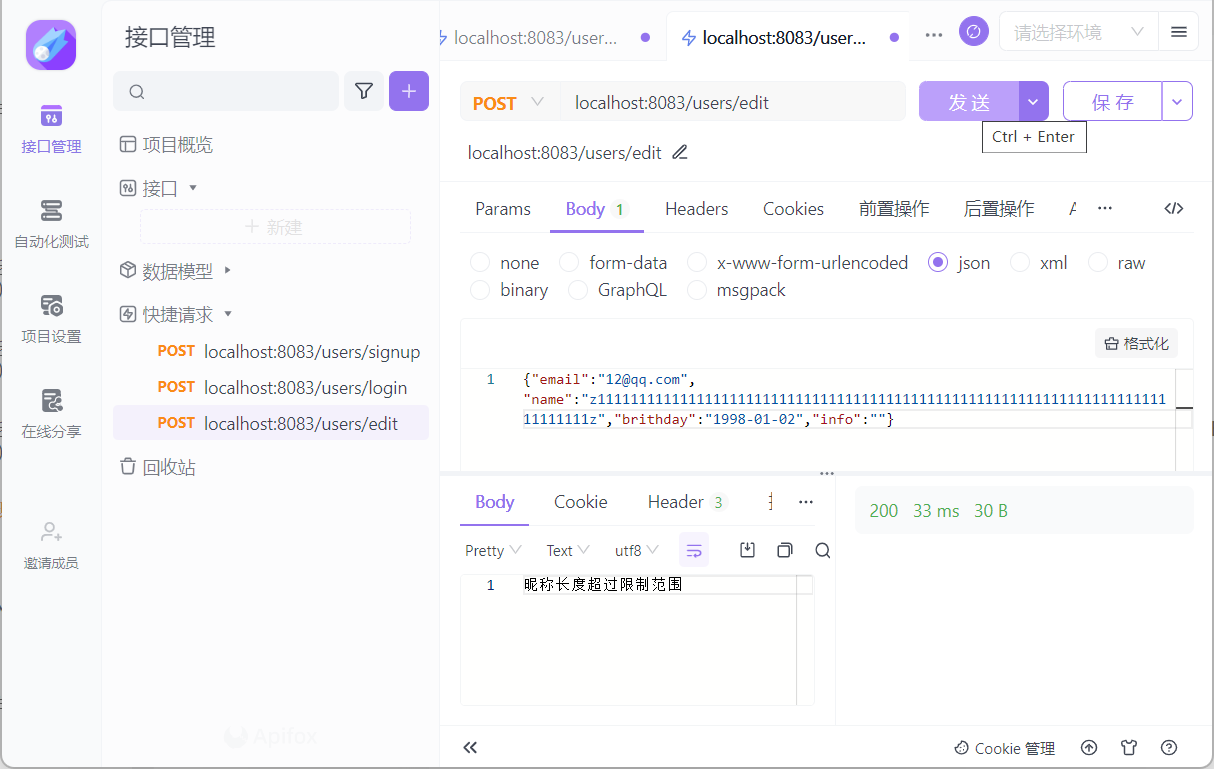 接口管理
localhost:8083/user...
localhost:8083/user...
请选择环境
接口管理
自动化测试
项目设置
在线分享
邀请成员
项目概览
接口
新建
数据模型
快捷请求
POST localhost:8083/users/signup
POST localhost:8083/users/login
POST localhost:8083/users/edit
回收站
Apifox
POST localhost:8083/users/edit
发 送
保 存
Ctrl + Enter
localhost:8083/users/edit
Params Body 1 Headers Cookies 前置操作 后置操作
none form-data x-www-form-urlencoded json xml raw
binary GraphQL msgpack
格式化
1 {"email":"12@qq.com",
"name":"z111111111111111111111111111111111111111111111111111111111111111111111
11111111z","brithday":"1998-01-02","info":""}
Body Cookie Header 3
200 33 ms 30 B
Pretty Text utf8
1 昵称长度超过限制范围
Cookie 管理